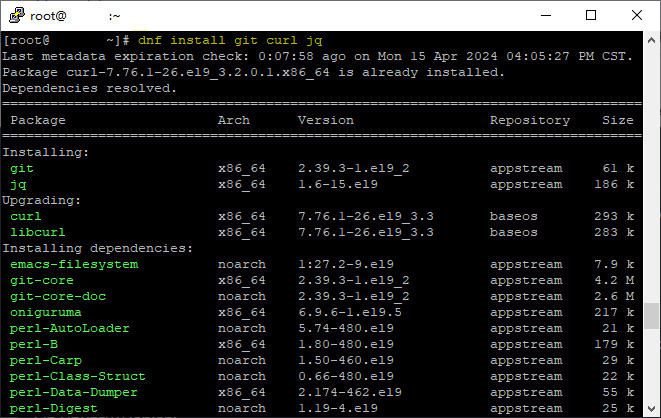 root@ :~
[root@ ~]# dnf install git curl jq
Last metadata expiration check: 0:07:58 ago on Mon 15 Apr 2024 04:05:27 PM CST.
Package curl-7.76.1-26.el9_3.2.0.1.x86_64 is already installed.
Dependencies resolved.
================================================================================
Package Arch Version Repository Size
================================================================================
Installing:
git x86_64 2.39.3-1.el9_2 appstream 61 k
jq x86_64 1.6-15.el9 appstream 186 k
Upgrading:
curl x86_64 7.76.1-26.el9_3.3 baseos 293 k
libcurl x86_64 7.76.1-26.el9_3.3 baseos 283 k
Installing dependencies:
emacs-filesystem noarch 1:27.2-9.el9 appstream 7.9 k
git-core x86_64 2.39.3-1.el9_2 appstream 4.2 M
git-core-doc noarch 2.39.3-1.el9_2 appstream 2.6 M
oniguruma x86_64 6.9.6-1.el9.5 appstream 217 k
perl-AutoLoader noarch 5.74-480.el9 appstream 21 k
perl-B x86_64 1.80-480.el9 appstream 179 k
perl-Carp noarch 1.50-460.el9 appstream 29 k
perl-Class-Struct noarch 0.66-480.el9 appstream 22 k
perl-Data-Dumper x86_64 2.174-462.el9 appstream 55 k
perl-Digest noarch 1.19-4.el9 appstream 25 k